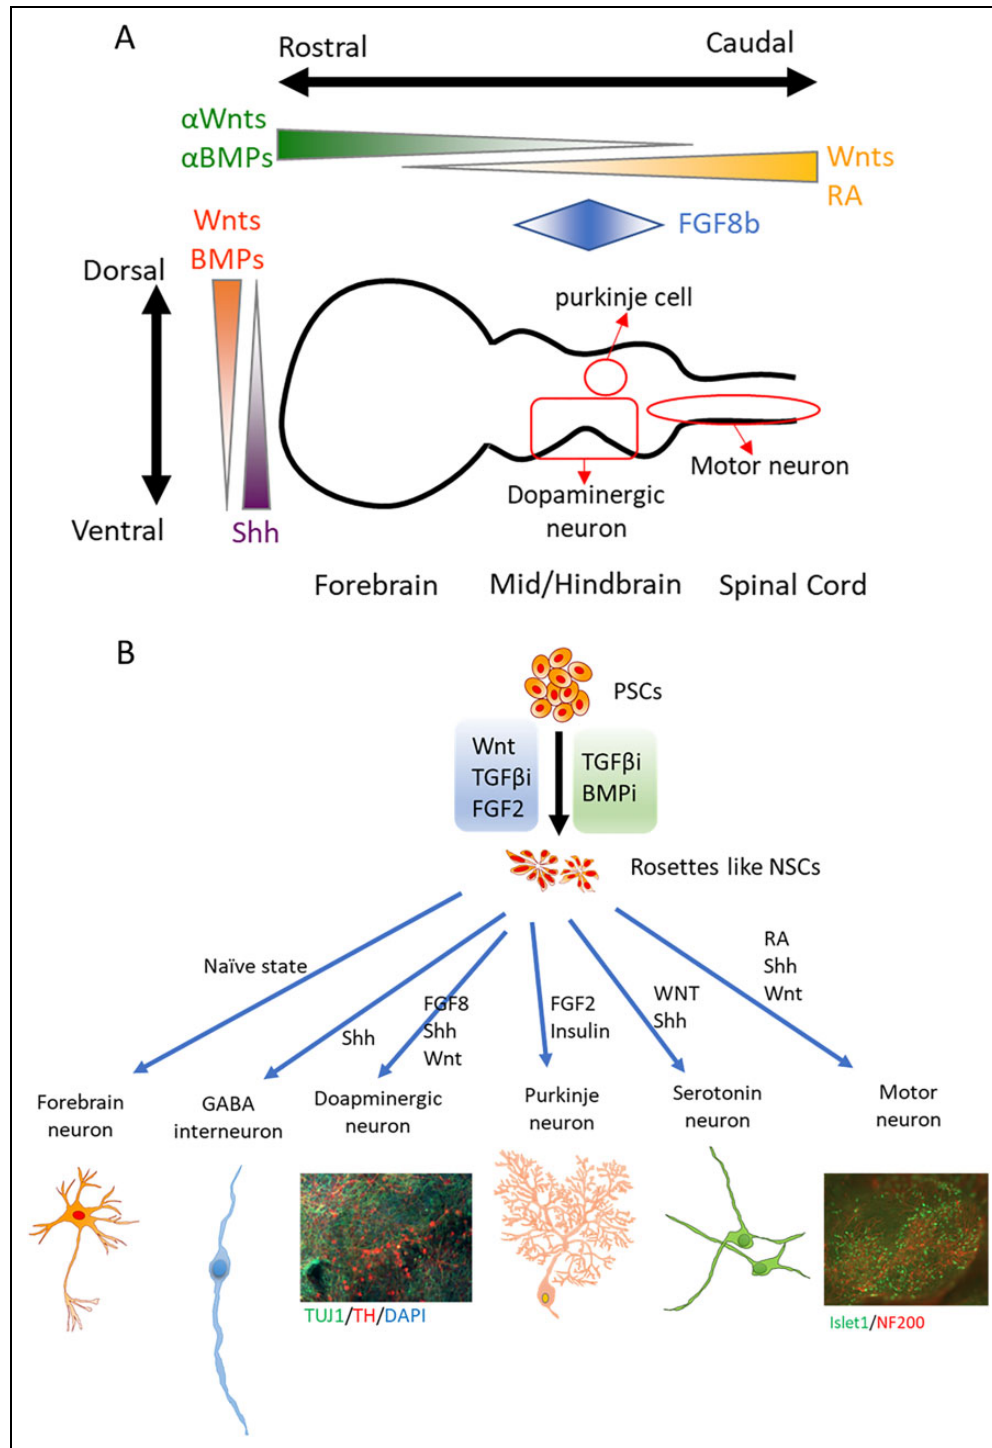 A
Rostral
Caudal
αWnts
αBMPs
Wnts
RA
FGF8b
Wnts
BMPs
Dorsal
Ventral
Shh
purkinje cell
Motor neuron
Dopaminergic
neuron
Forebrain
Mid/Hindbrain
Spinal Cord
B
PSCs
Wnt
TGFβi
FGF2
TGFβi
BMPi
Rosettes like NSCs
Naïve state
Shh
FGF8
Shh
Wnt
FGF2
Insulin
WNT
Shh
RA
Shh
Wnt
Forebrain
neuron
GABA
interneuron
Doapminergic
neuron
Purkinje
neuron
Serotonin
neuron
Motor
neuron
TUJ1/TH/DAPI
Islet1/NF200